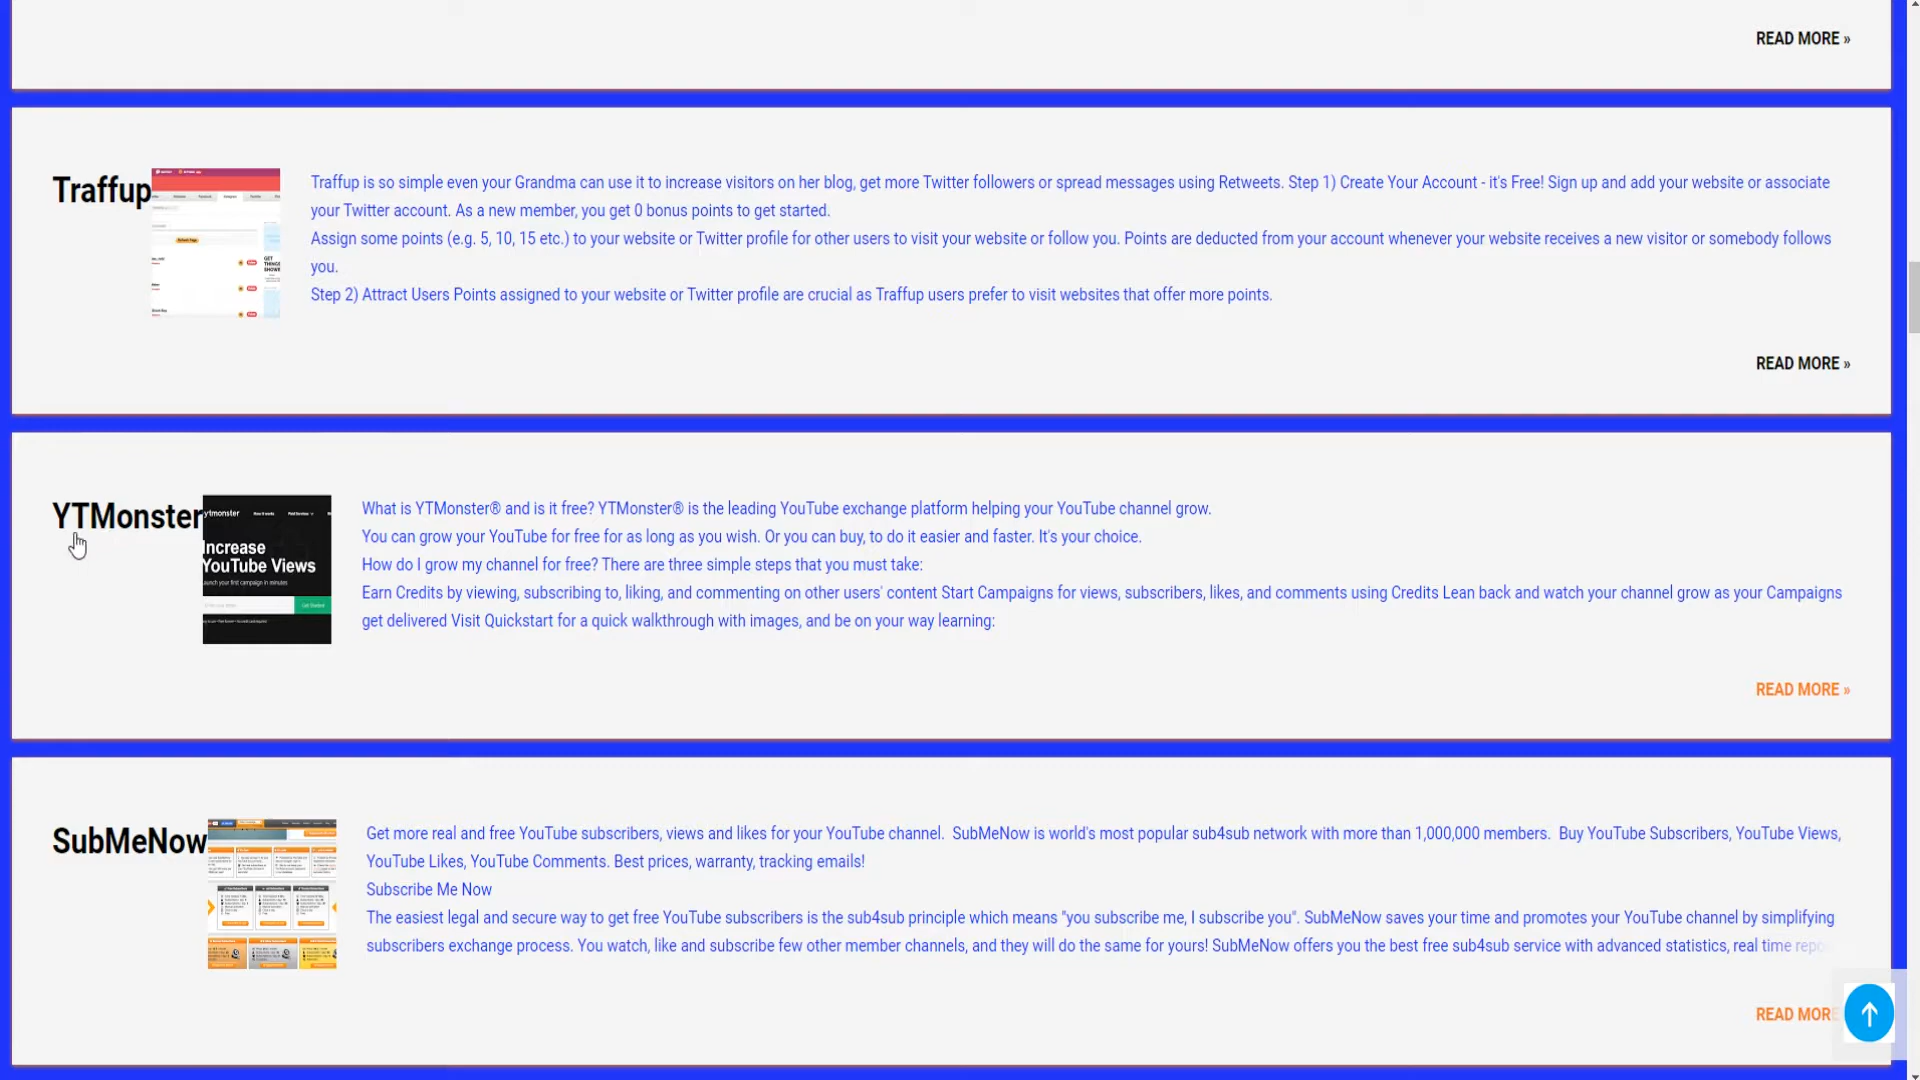 READ MORE »
Traffup
Traffup is so simple even your Grandma can use it to increase visitors on her blog, get more Twitter followers or spread messages using Retweets. Step 1) Create Your Account - it's Free! Sign up and add your website or associate
your Twitter account. As a new member, you get 0 bonus points to get started.
Assign some points (e.g. 5, 10, 15 etc.) to your website or Twitter profile for other users to visit your website or follow you. Points are deducted from your account whenever your website receives a new visitor or somebody follows
you.
Step 2) Attract Users Points assigned to your website or Twitter profile are crucial as Traffup users prefer to visit websites that offer more points.
GET
READ MORE »
YTMonster
ytmonster
Increase
YouTube Views
Get Started
What is YTMonster® and is it free? YTMonster® is the leading YouTube exchange platform helping your YouTube channel grow.
You can grow your YouTube for free for as long as you wish. Or you can buy, to do it easier and faster. It's your choice.
How do I grow my channel for free? There are three simple steps that you must take:
Earn Credits by viewing, subscribing to, liking, and commenting on other users' content Start Campaigns for views, subscribers, likes, and comments using Credits Lean back and watch your channel grow as your Campaigns
get delivered Visit Quickstart for a quick walkthrough with images, and be on your way learning:
READ MORE »
SubMeNow
Get more real and free YouTube subscribers, views and likes for your YouTube channel.  SubMeNow is world's most popular sub4sub network with more than 1,000,000 members.  Buy YouTube Subscribers, YouTube Views,
YouTube Likes, YouTube Comments. Best prices, warranty, tracking emails!
Subscribe Me Now
The easiest legal and secure way to get free YouTube subscribers is the sub4sub principle which means "you subscribe me, I subscribe you". SubMeNow saves your time and promotes your YouTube channel by simplifying
subscribers exchange process. You watch, like and subscribe few other member channels, and they will do the same for yours! SubMeNow offers you the best free sub4sub service with advanced statistics, real time repo
READ MOR